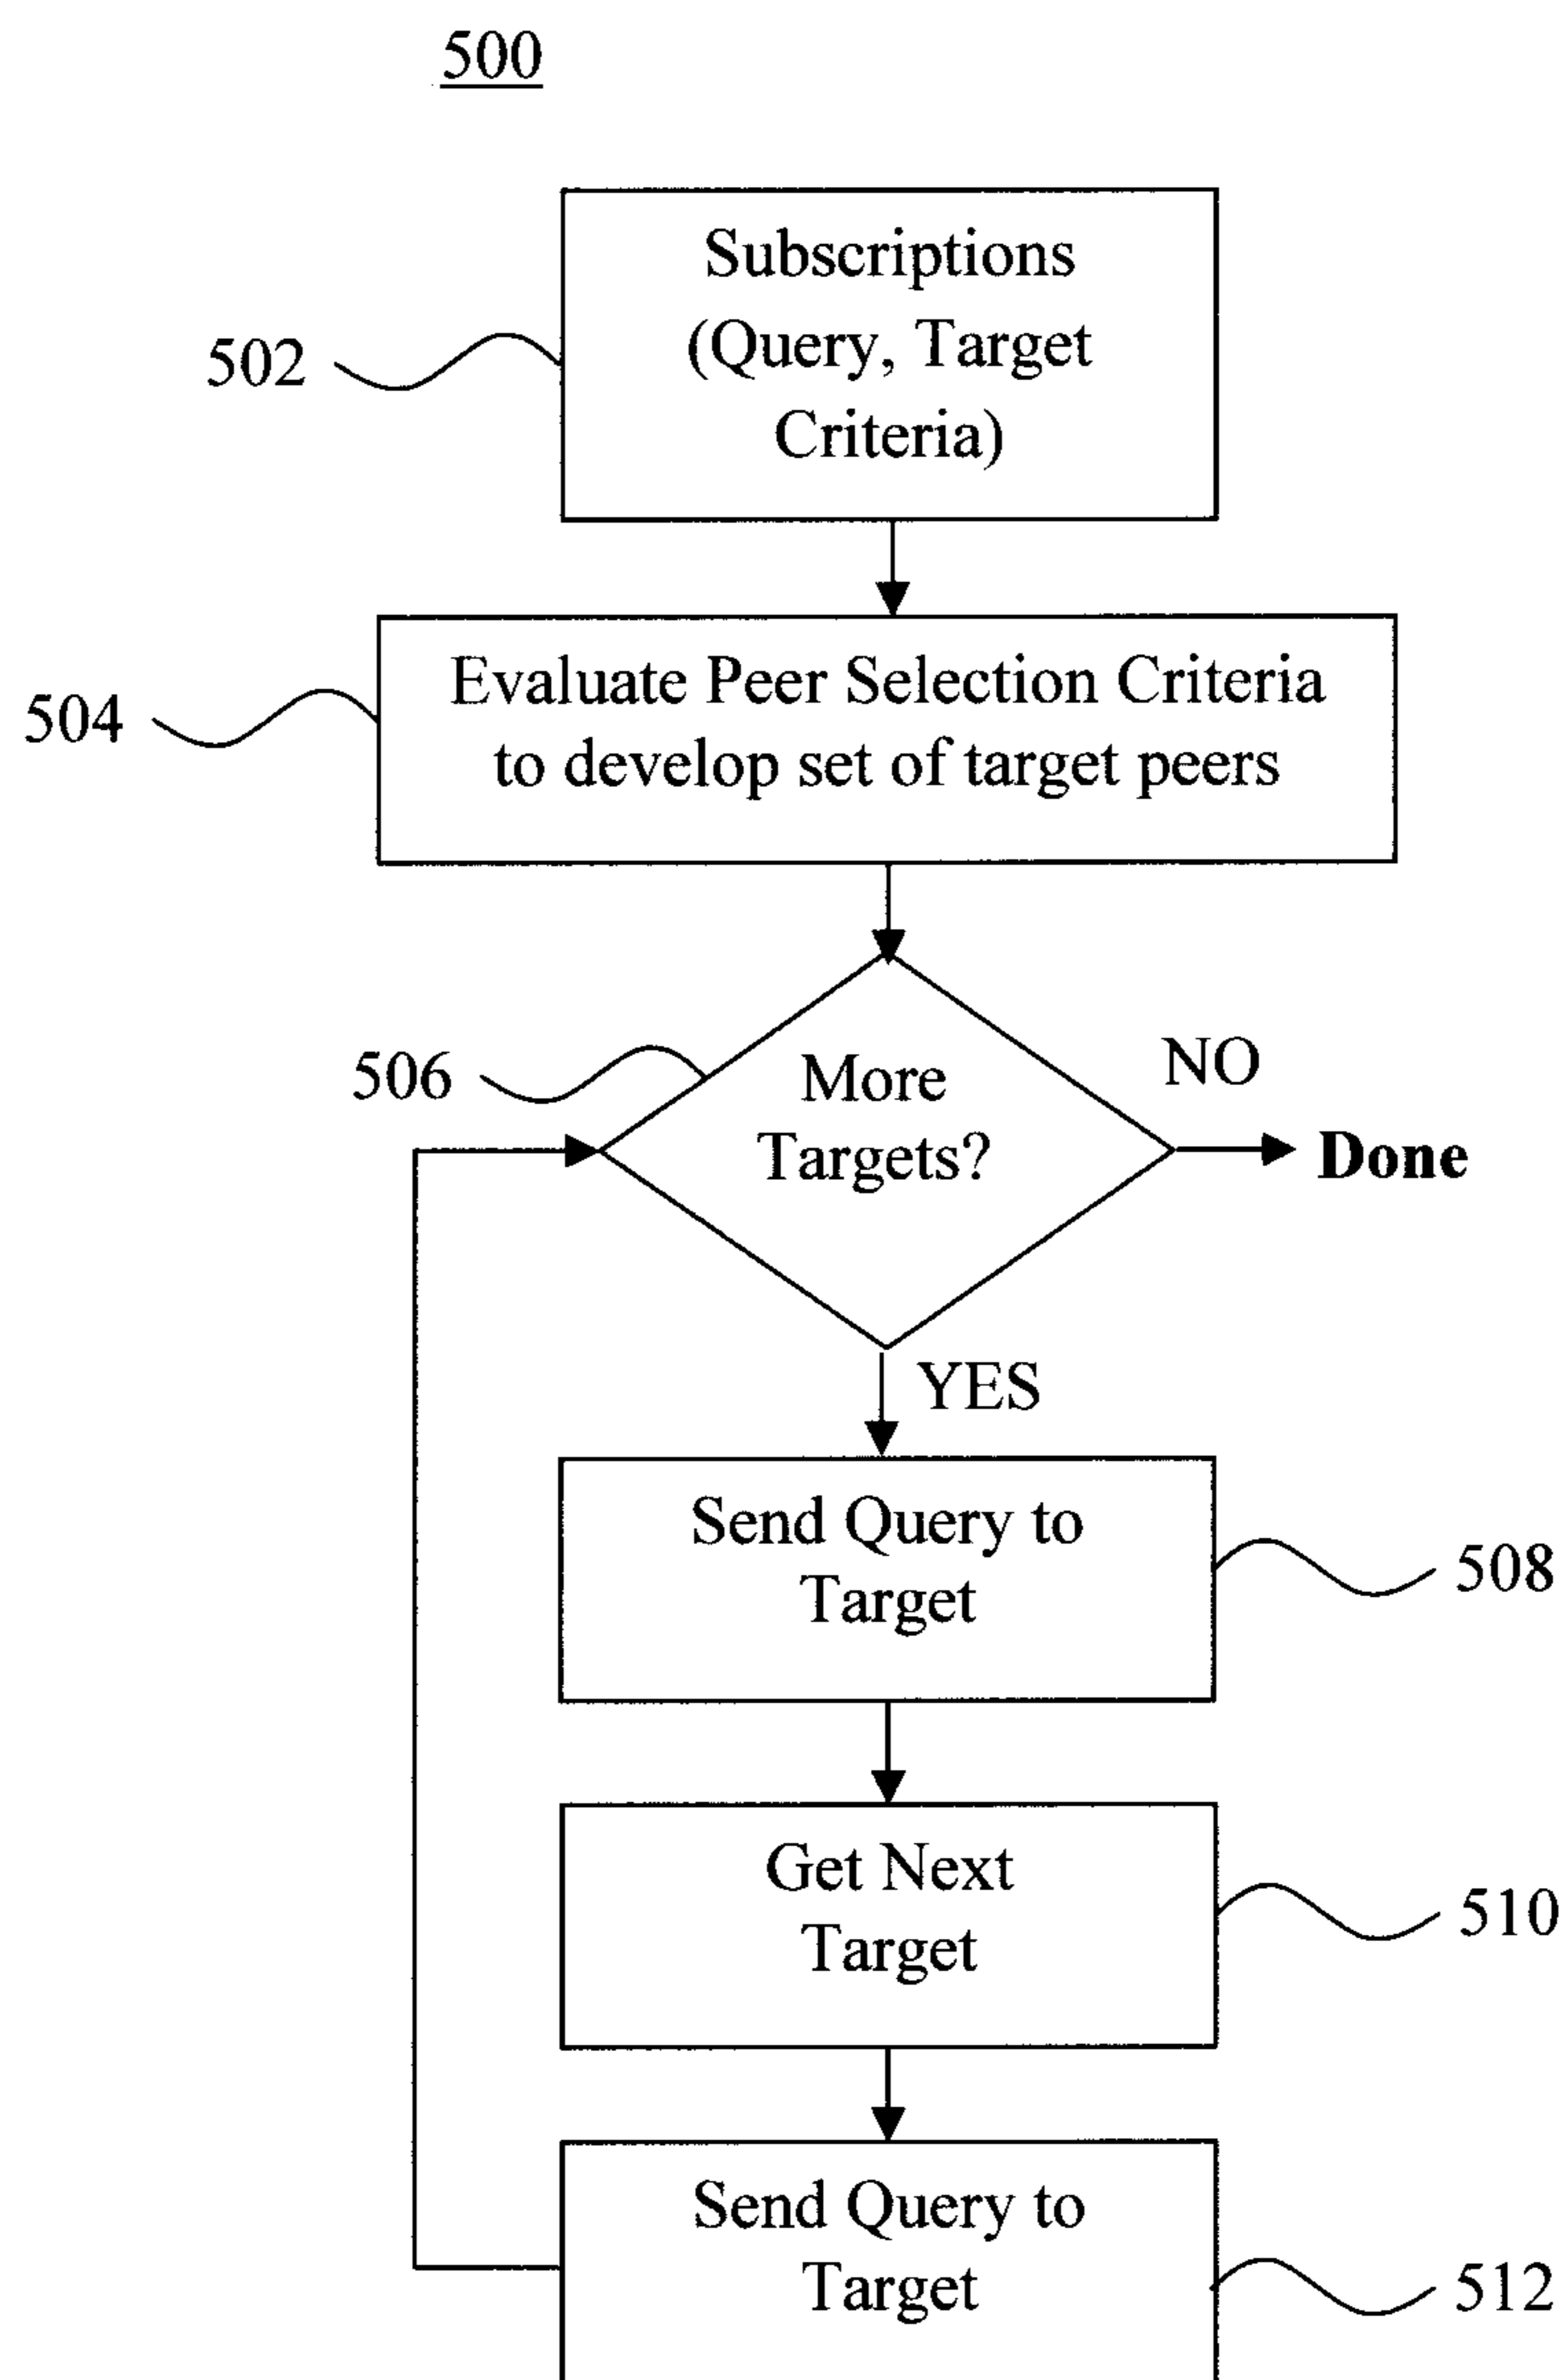 500
Subscriptions
(Query, Target
Criteria)
502
Evaluate Peer Selection Criteria
to develop set of target peers
504
506
More
Targets?
NO
Done
YES
Send Query to
Target
508
Get Next
Target
510
Send Query to
Target
512